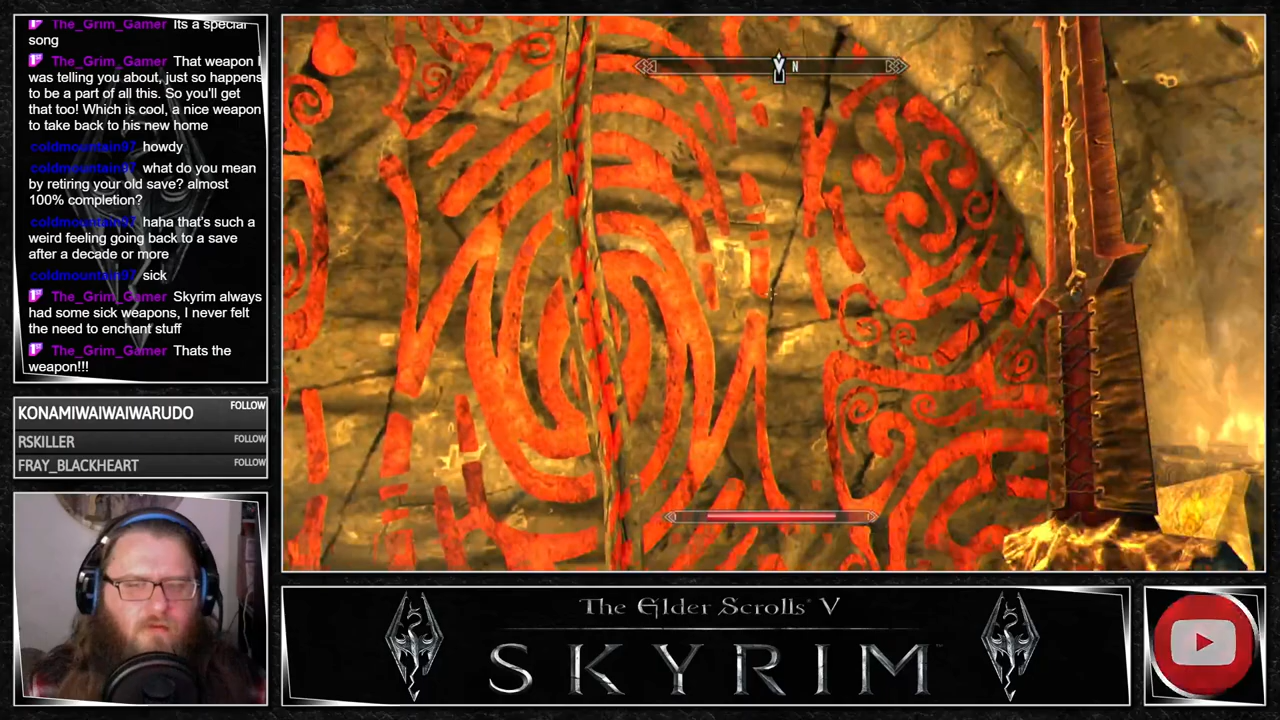 The_Grim_Gamer Its a special
song
The_Grim_Gamer That weapon I
was telling you about, just so happens
to be a part of all this. So you'll get
that too! Which is cool, a nice weapon
to take back to his new home
coldmountain97 howdy
coldmountain97 what do you mean
by retiring your old save? almost
100% completion?
coldmountain97 haha that's such a
weird feeling going back to a save
after a decade or more
coldmountain97 sick
The_Grim_Gamer Skyrim always
had some sick weapons, I never felt
the need to enchant stuff
The_Grim_Gamer Thats the
weapon!!!
KONAMIWAIWAIWARUDO FOLLOW
RSKILLER FOLLOW
FRAY_BLACKHEART FOLLOW
N
The Elder Scrolls V
SKYRIM